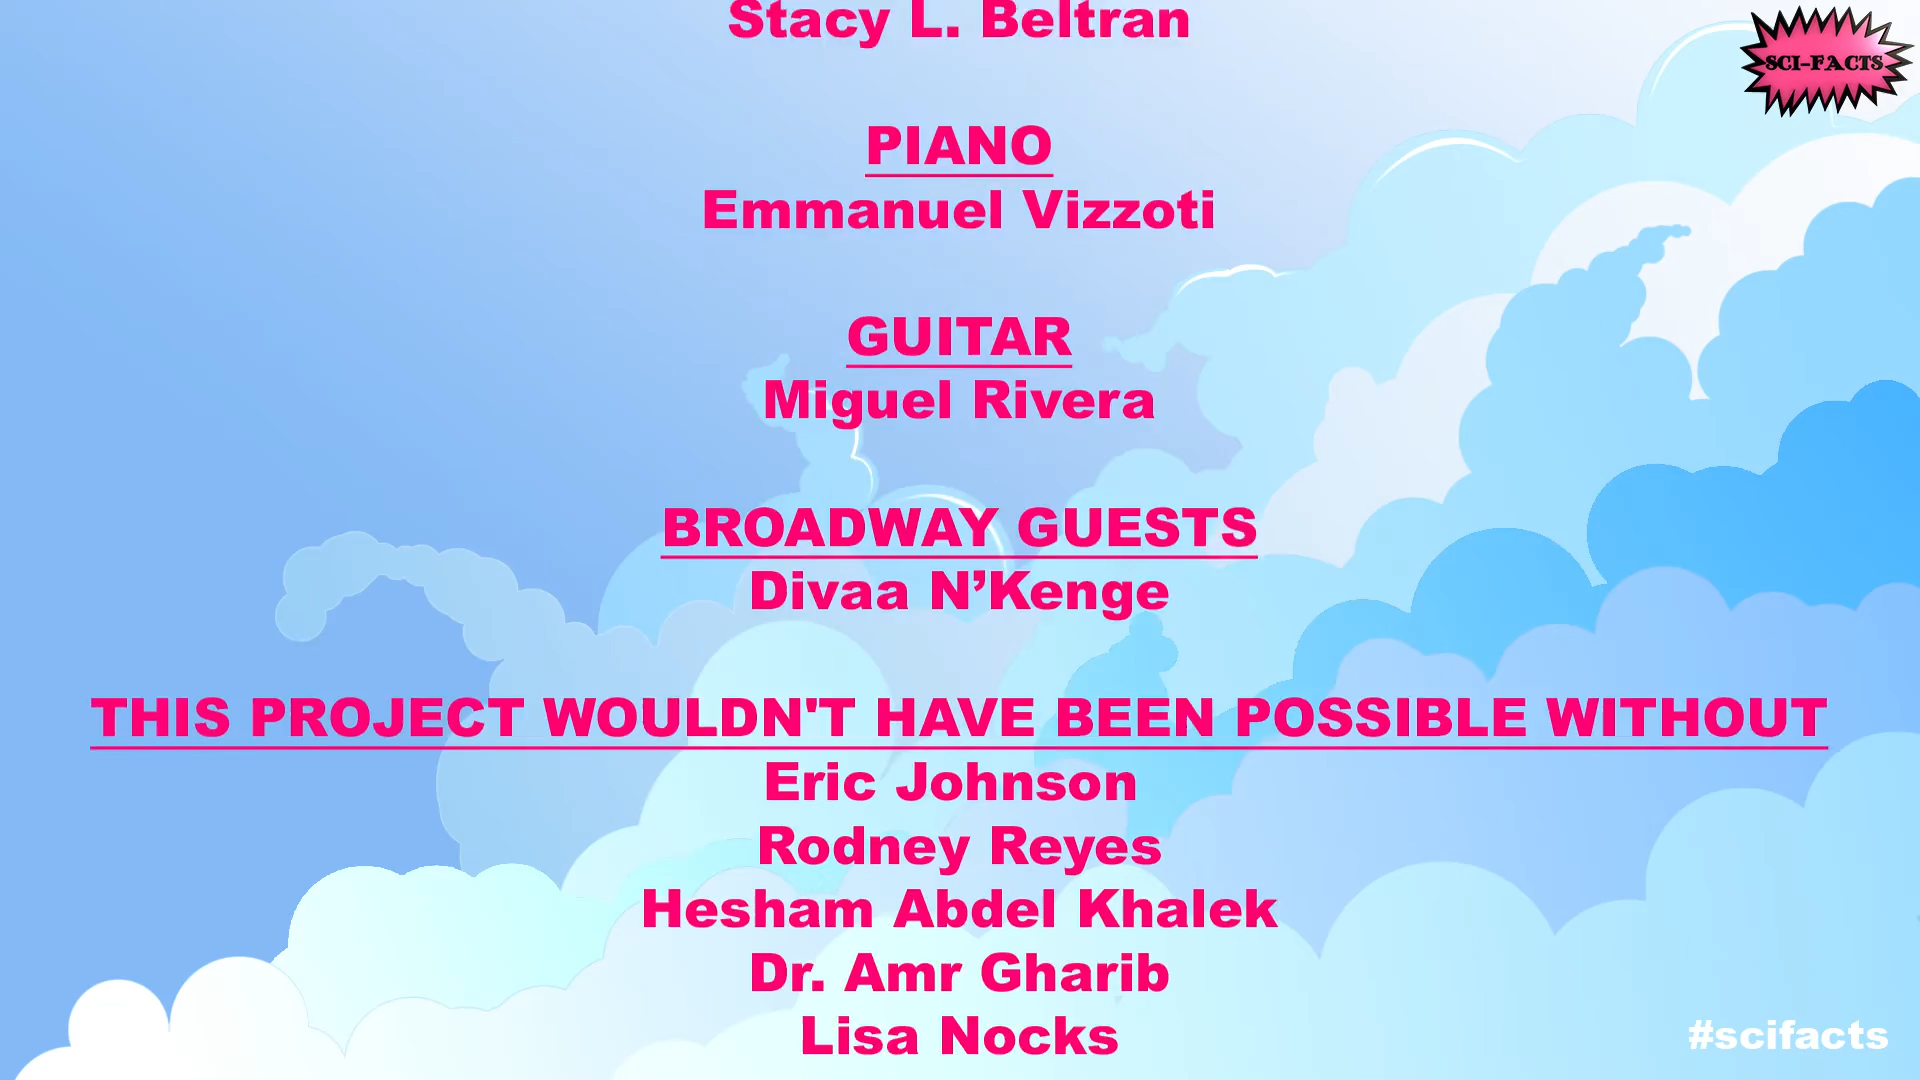 Stacy L. Beltran
SCI-FACTS
PIANO
Emmanuel Vizzoti
GUITAR
Miguel Rivera
BROADWAY GUESTS
Divaa N’Kenge
THIS PROJECT WOULDN'T HAVE BEEN POSSIBLE WITHOUT
Eric Johnson
Rodney Reyes
Hesham Abdel Khalek
Dr. Amr Gharib
Lisa Nocks
#scifacts